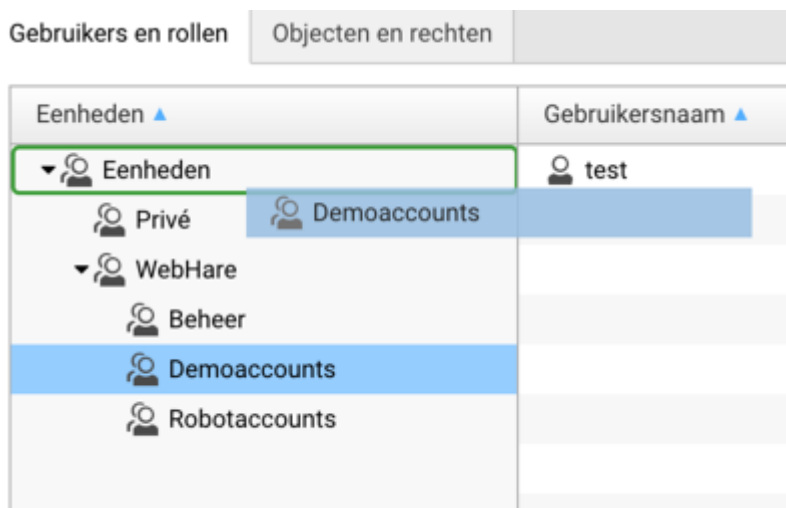 Gebruikers en rollen
Objecten en rechten
Eenheden
Gebruikersnaam
Eenheden
test
Demoaccounts
Privé
WebHare
Beheer
Demoaccounts
Robotaccounts